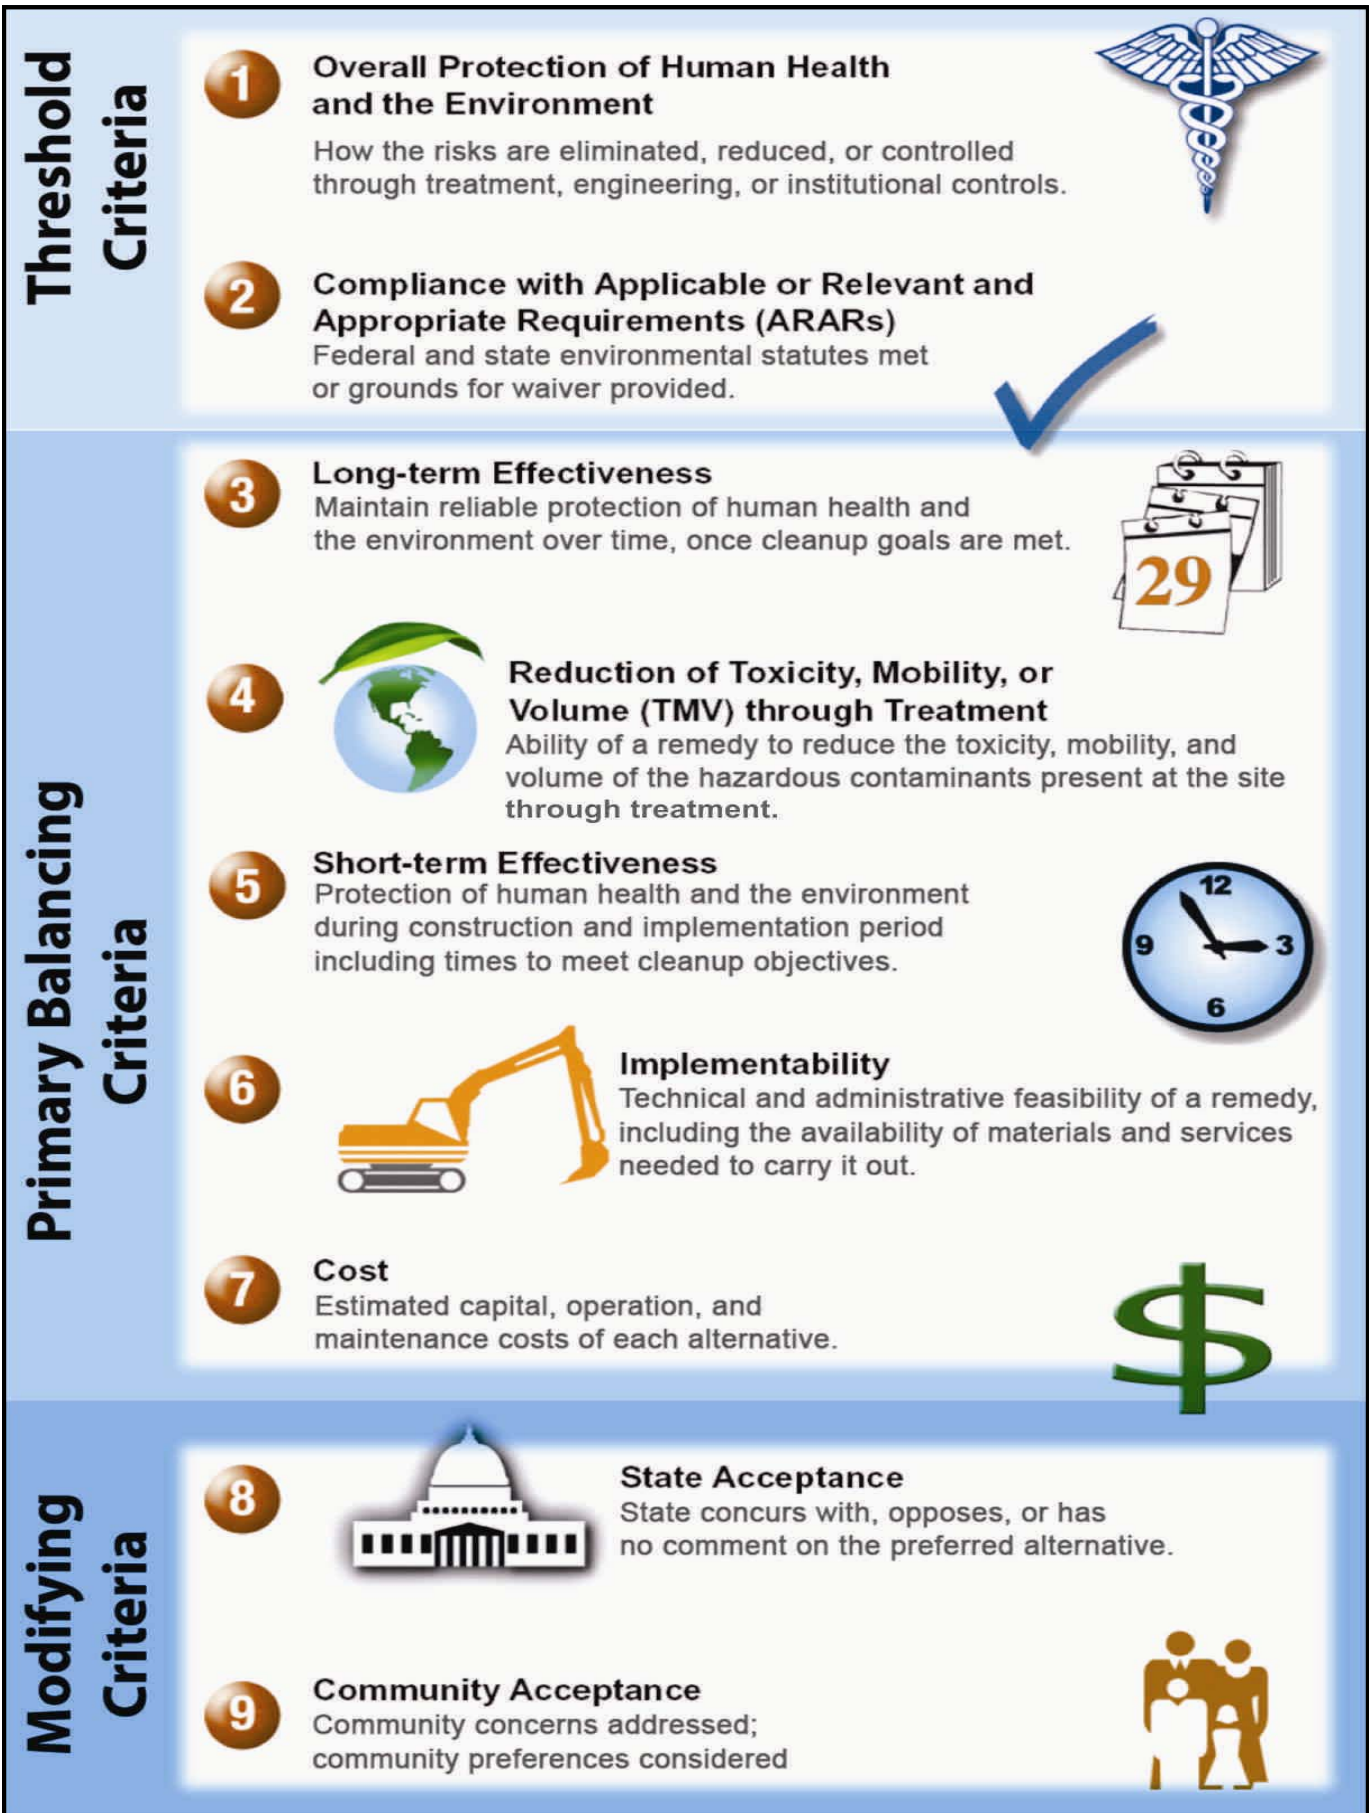 Threshold
Criteria
1
Overall Protection of Human Health
and the Environment
How the risks are eliminated, reduced, or controlled
through treatment, engineering, or institutional controls.
2
Compliance with Applicable or Relevant and
Appropriate Requirements (ARARs)
Federal and state environmental statutes met
or grounds for waiver provided.
Primary Balancing
Criteria
3
Long-term Effectiveness
Maintain reliable protection of human health and
the environment over time, once cleanup goals are met.
29
4
Reduction of Toxicity, Mobility, or
Volume (TMV) through Treatment
Ability of a remedy to reduce the toxicity, mobility, and
volume of the hazardous contaminants present at the site
through treatment.
5
Short-term Effectiveness
Protection of human health and the environment
during construction and implementation period
including times to meet cleanup objectives.
12
9 3
6
6
Implementability
Technical and administrative feasibility of a remedy,
including the availability of materials and services
needed to carry it out.
7
Cost
Estimated capital, operation, and
maintenance costs of each alternative.
$
Modifying
Criteria
8
State Acceptance
State concurs with, opposes, or has
no comment on the preferred alternative.
9
Community Acceptance
Community concerns addressed;
community preferences considered